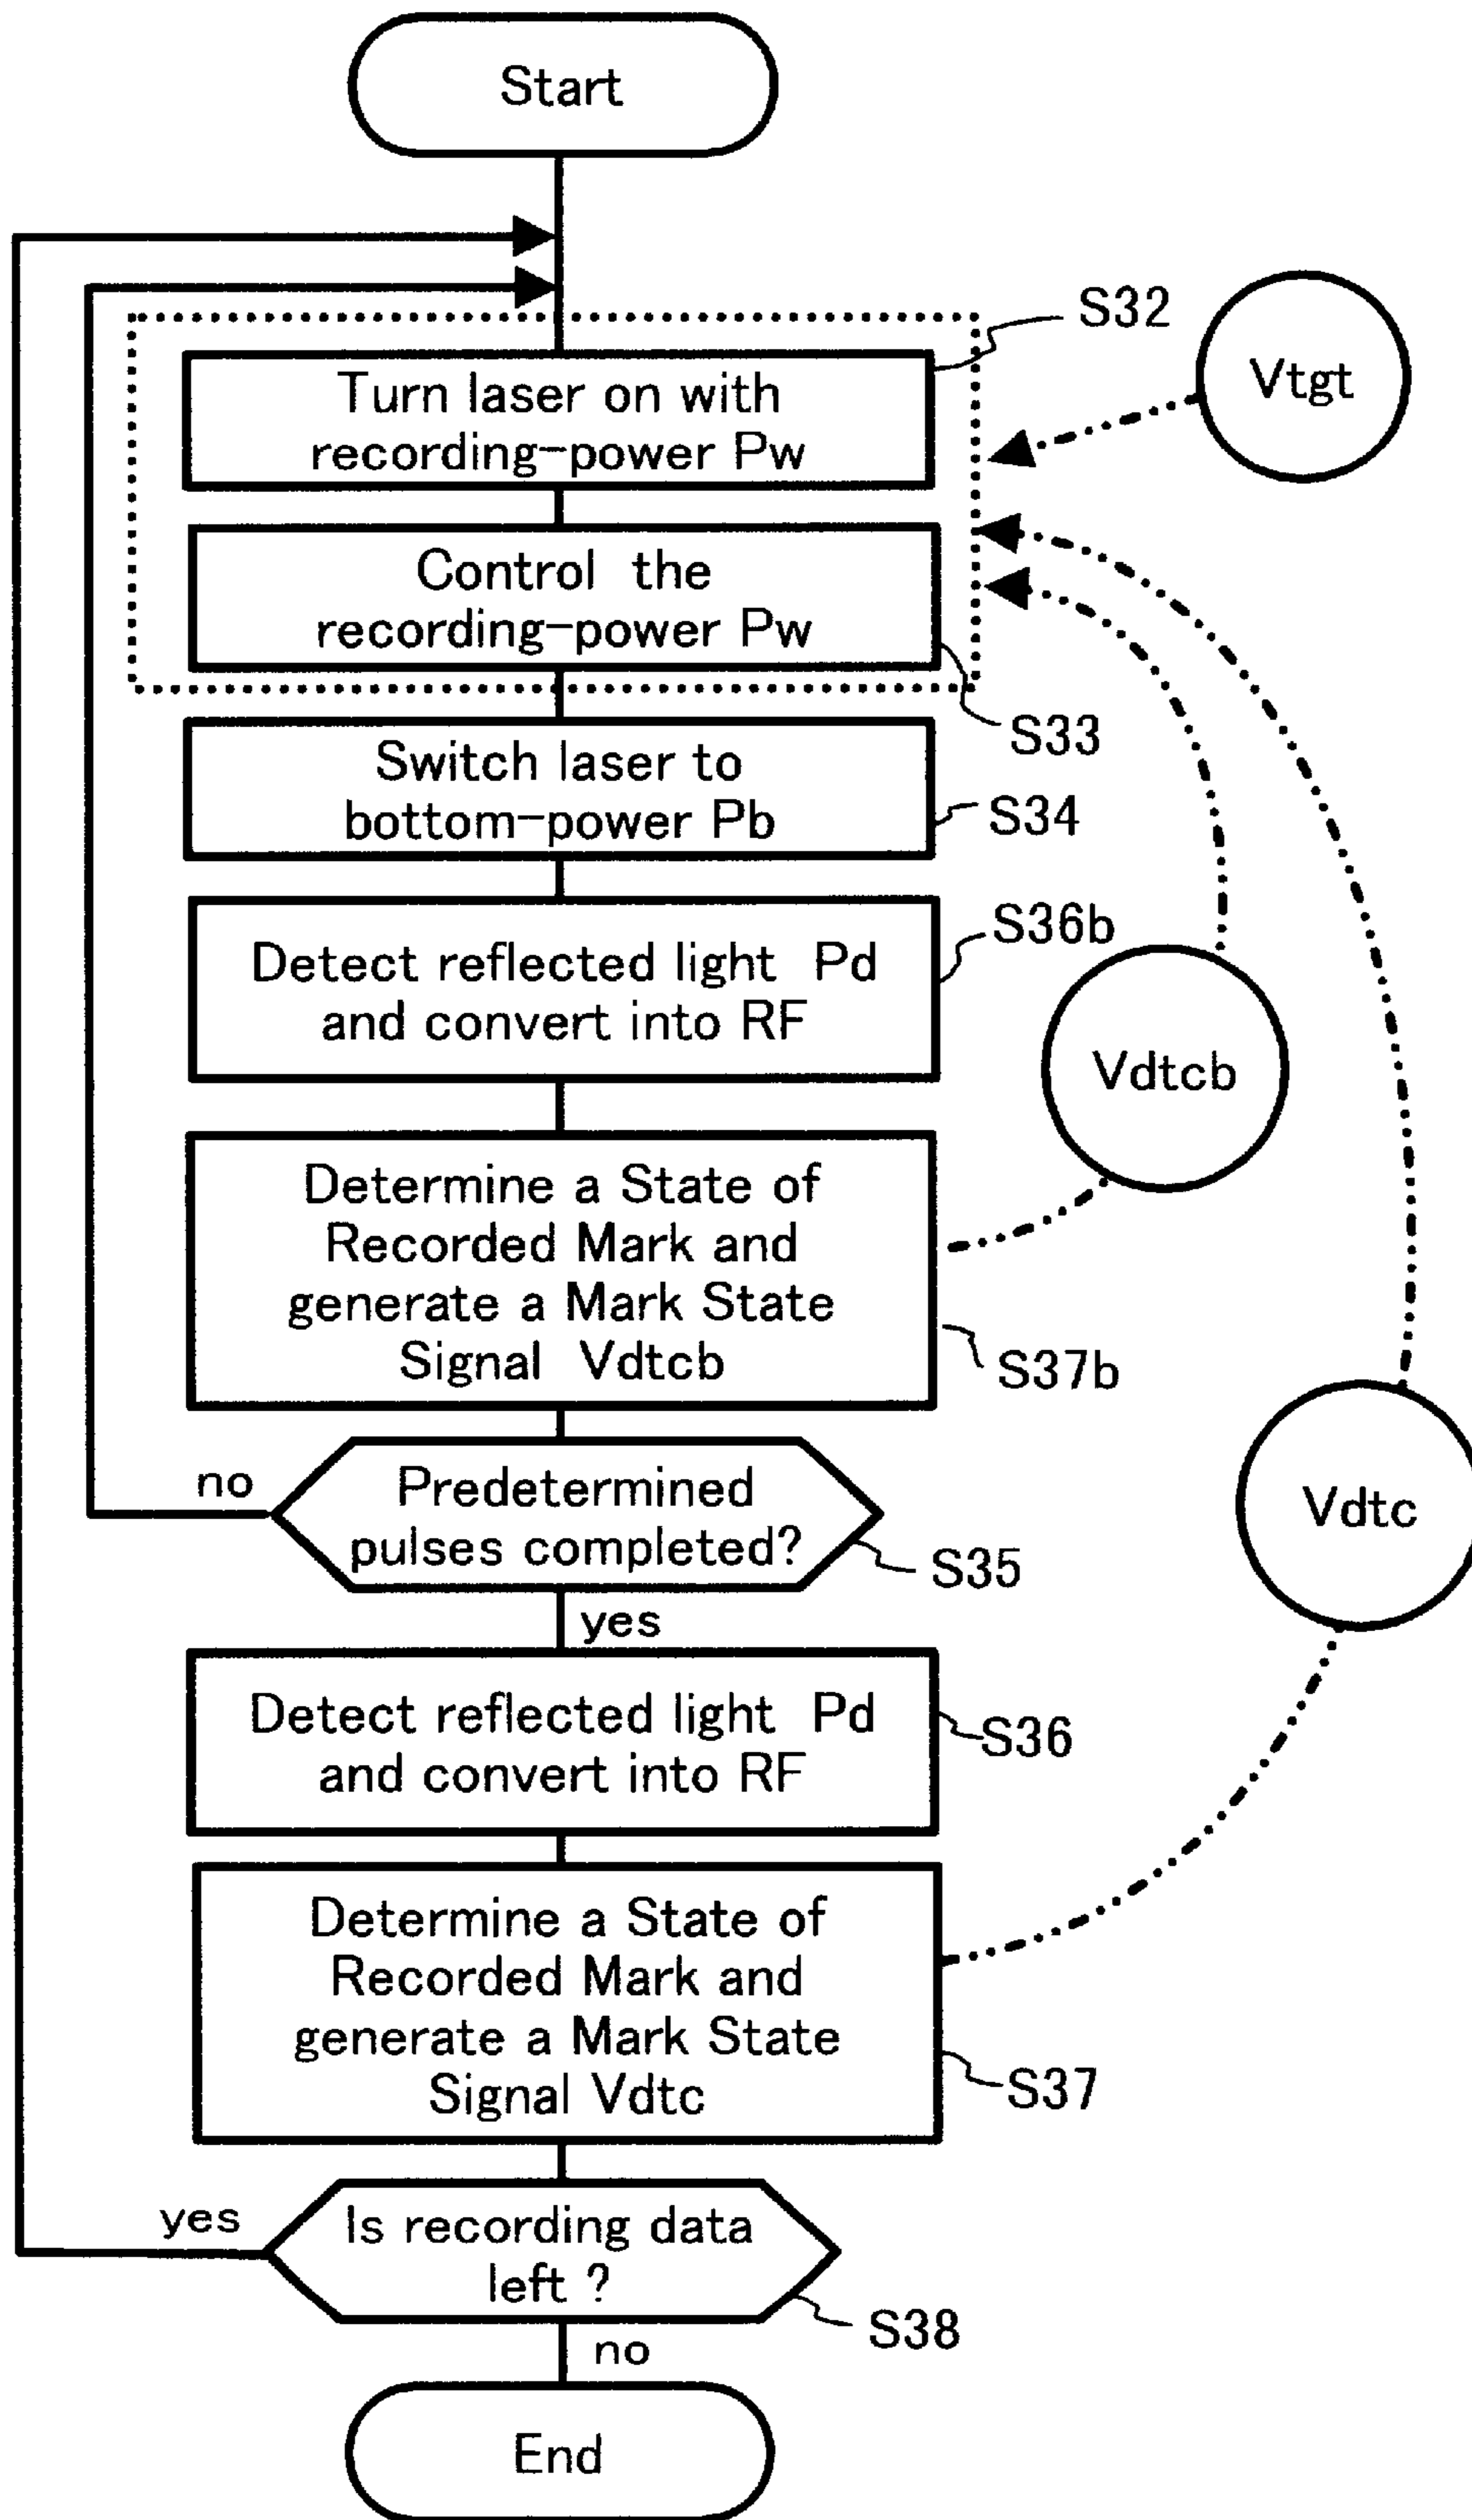 Start
S32
Vtgt
Turn laser on with
recording-power Pw
Control the
recording-power Pw
S33
Switch laser to
bottom-power Pb
S34
S36b
Detect reflected light Pd
and convert into RF
Vdtcb
Determine a State of
Recorded Mark and
generate a Mark State
Signal Vdtcb
S37b
no
Predetermined
pulses completed?
Vdtc
S35
yes
Detect reflected light Pd
and convert into RF
S36
Determine a State of
Recorded Mark and
generate a Mark State
Signal Vdtc
S37
yes
Is recording data
left ?
S38
no
End